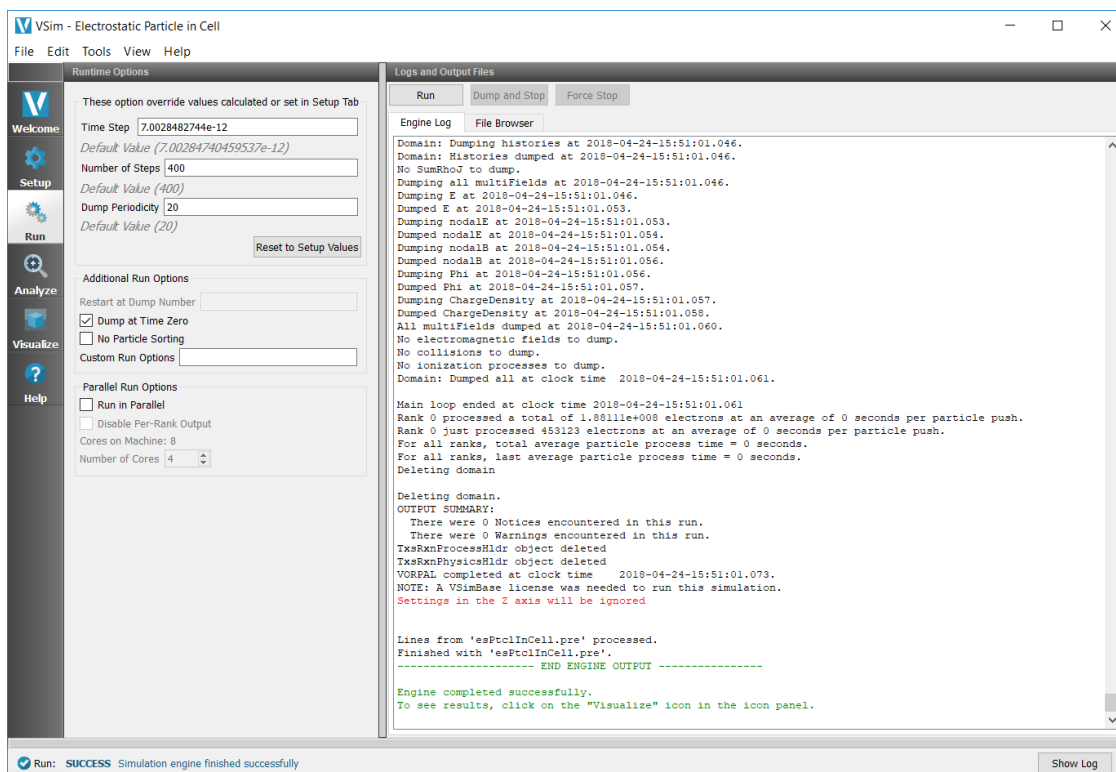 VSim - Electrostatic Particle in Cell
File Edit Tools View Help
Runtime Options
Logs and Output Files
Welcome
Setup
Run
Analyze
Visualize
Help
These option override values calculated or set in Setup Tab
Time Step 7.0028482744e-12
Default Value (7.00284740459537e-12)
Number of Steps 400
Default Value (400)
Dump Periodicity 20
Default Value (20)
Reset to Setup Values
Additional Run Options
Restart at Dump Number
Dump at Time Zero
No Particle Sorting
Custom Run Options
Parallel Run Options
Run in Parallel
Disable Per-Rank Output
Cores on Machine: 8
Number of Cores 4
Run Dump and Stop Force Stop
Engine Log File Browser
Domain: Dumping histories at 2018-04-24-15:51:01.046.
Domain: Histories dumped at 2018-04-24-15:51:01.046.
No SumRhoJ to dump.
Dumping all multiFields at 2018-04-24-15:51:01.046.
Dumping E at 2018-04-24-15:51:01.046.
Dumped E at 2018-04-24-15:51:01.053.
Dumping nodalE at 2018-04-24-15:51:01.053.
Dumped nodalE at 2018-04-24-15:51:01.054.
Dumping nodalB at 2018-04-24-15:51:01.054.
Dumped nodalB at 2018-04-24-15:51:01.056.
Dumping Phi at 2018-04-24-15:51:01.056.
Dumped Phi at 2018-04-24-15:51:01.057.
Dumping ChargeDensity at 2018-04-24-15:51:01.057.
Dumped ChargeDensity at 2018-04-24-15:51:01.058.
All multiFields dumped at 2018-04-24-15:51:01.060.
No electromagnetic fields to dump.
No collisions to dump.
No ionization processes to dump.
Domain: Dumped all at clock time 2018-04-24-15:51:01.061.
Main loop ended at clock time 2018-04-24-15:51:01.061
Rank 0 processed a total of 1.88111e+008 electrons at an average of 0 seconds per particle push.
Rank 0 just processed 453123 electrons at an average of 0 seconds per particle push.
For all ranks, total average particle process time = 0 seconds.
For all ranks, last average particle process time = 0 seconds.
Deleting domain
Deleting domain.
OUTPUT SUMMARY:
There were 0 Notices encountered in this run.
There were 0 Warnings encountered in this run.
TxsRxnProcessHldr object deleted
TxsRxnPhysicsHldr object deleted
VORPAL completed at clock time 2018-04-24-15:51:01.073.
NOTE: A VSimBase license was needed to run this simulation.
Settings in the Z axis will be ignored
Lines from 'esPtclInCell.pre' processed.
Finished with 'esPtclInCell.pre'.
--------------------- END ENGINE OUTPUT ----------------
Engine completed successfully.
To see results, click on the "Visualize" icon in the icon panel.
Run: SUCCESS Simulation engine finished successfully
Show Log